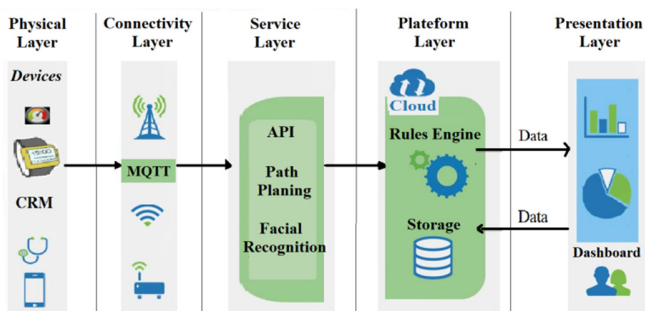 Physical
Layer
Connectivity
Layer
Service
Layer
Plateform
Layer
Presentation
Layer
Devices
CRM
MQTT
API
Path
Planing
Facial
Recognition
Cloud
Rules Engine
Storage
Data
Data
Dashboard